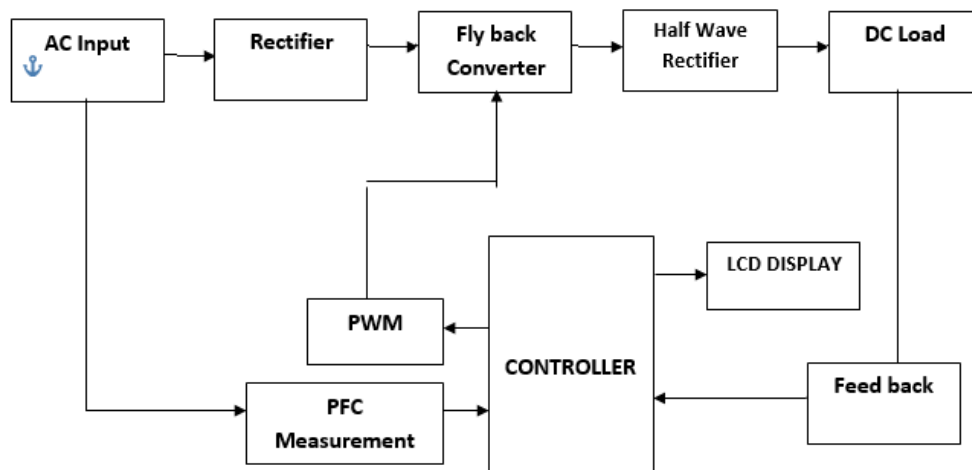 AC Input
Rectifier
Fly back
Converter
Half Wave
Rectifier
DC Load
LCD DISPLAY
PWM
CONTROLLER
Feed back
PFC
Measurement